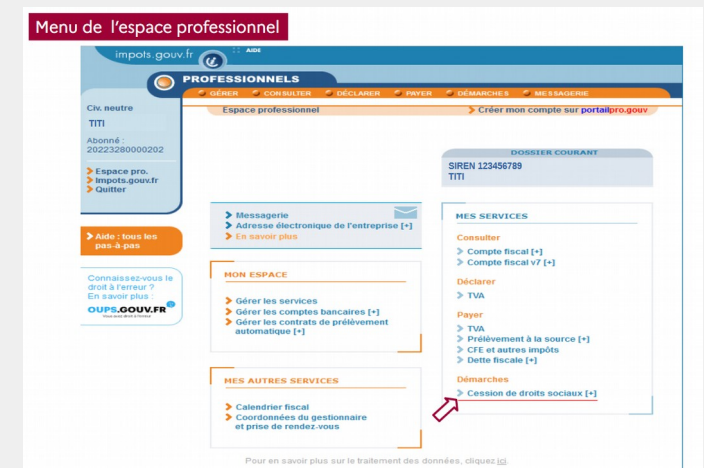 Menu de l'espace professionnel
impots.gouv.fr
AIDE
PROFESSIONNELS
GÉRER CONSULTER DÉCLARER PAYER DÉMARCHES MESSAGERIE
Civ. neutre
TITI
Abonné :
20223280000202
Espace pro.
Impots.gouv.fr
Quitter
Aide : tous les
pas-à-pas
Connaissez-vous le
droit à l'erreur ?
En savoir plus :
OUPS.GOUV.FR
Vous avez droit à l'erreur
Espace professionnel
Créer mon compte sur portailpro.gouv
DOSSIER COURANT
SIREN 123456789
TITI
Messagerie
Adresse électronique de l'entreprise [+]
En savoir plus
MON ESPACE
Gérer les services
Gérer les comptes bancaires [+]
Gérer les contrats de prélèvement
automatique [+]
MES AUTRES SERVICES
Calendrier fiscal
Coordonnées du gestionnaire
et prise de rendez-vous
MES SERVICES
Consulter
Compte fiscal [+]
Compte fiscal v7 [+]
Déclarer
TVA
Payer
TVA
Prélèvement à la source [+]
CFE et autres impôts
Dette fiscale [+]
Démarches
Cession de droits sociaux [+]
Pour en savoir plus sur le traitement des données, cliquez ici.